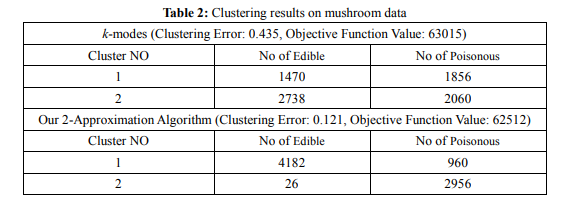 Table 2: Clustering results on mushroom data
k-modes (Clustering Error: 0.435, Objective Function Value: 63015)
Cluster NO No of Edible No of Poisonous
1 1470 1856
2 2738 2060
Our 2-Approximation Algorithm (Clustering Error: 0.121, Objective Function Value: 62512)
Cluster NO No of Edible No of Poisonous
1 4182 960
2 26 2956